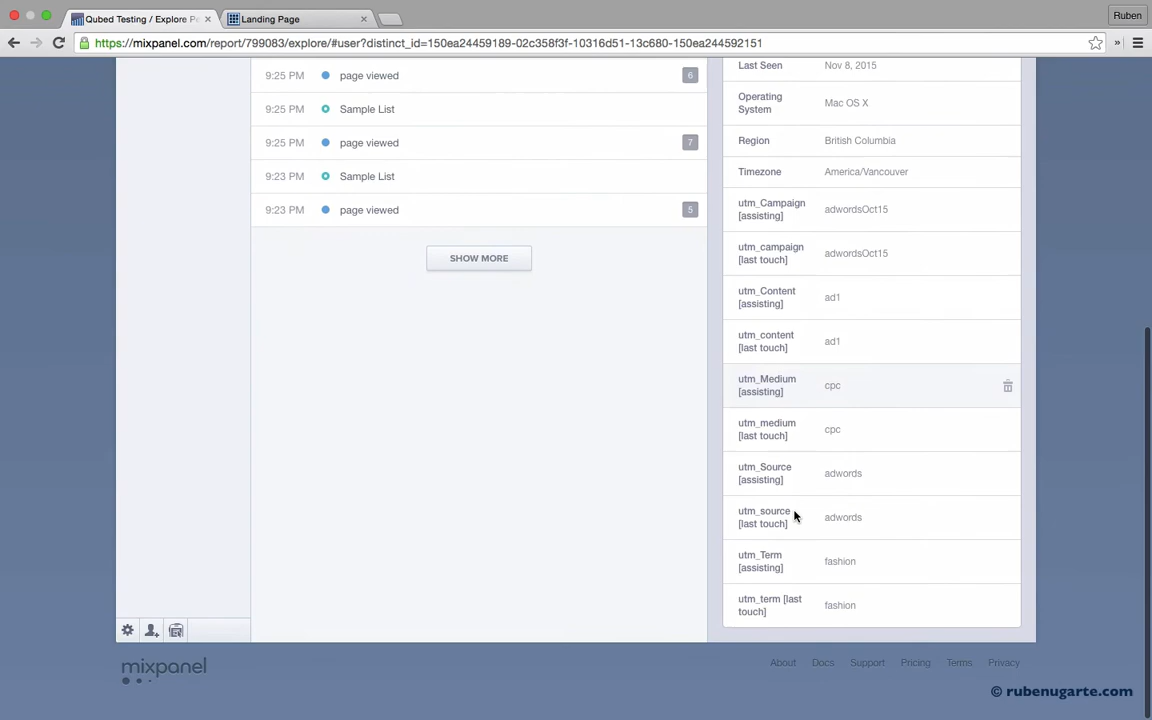 Qubed Testing / Explore Pe
Landing Page
Ruben
https://mixpanel.com/report/799083/explore/#user?distinct_id=150ea24459189-02c358f3f-10316d51-13c680-150ea244592151
»
9:25 PM page viewed 6
9:25 PM Sample List
9:25 PM page viewed 7
9:23 PM Sample List
9:23 PM page viewed 5
SHOW MORE
Last Seen Nov 8, 2015
Operating
System Mac OS X
Region British Columbia
Timezone America/Vancouver
utm_Campaign
[assisting] adwordsOct15
utm_campaign
[last touch] adwordsOct15
utm_Content
[assisting] ad1
utm_content
[last touch] ad1
utm_Medium
[assisting] cpc
utm_medium
[last touch] cpc
utm_Source
[assisting] adwords
utm_source
[last touch] adwords
utm_Term
[assisting] fashion
utm_term [last
touch] fashion
mixpanel
About Docs Support Pricing Terms Privacy
© rubenugarte.com